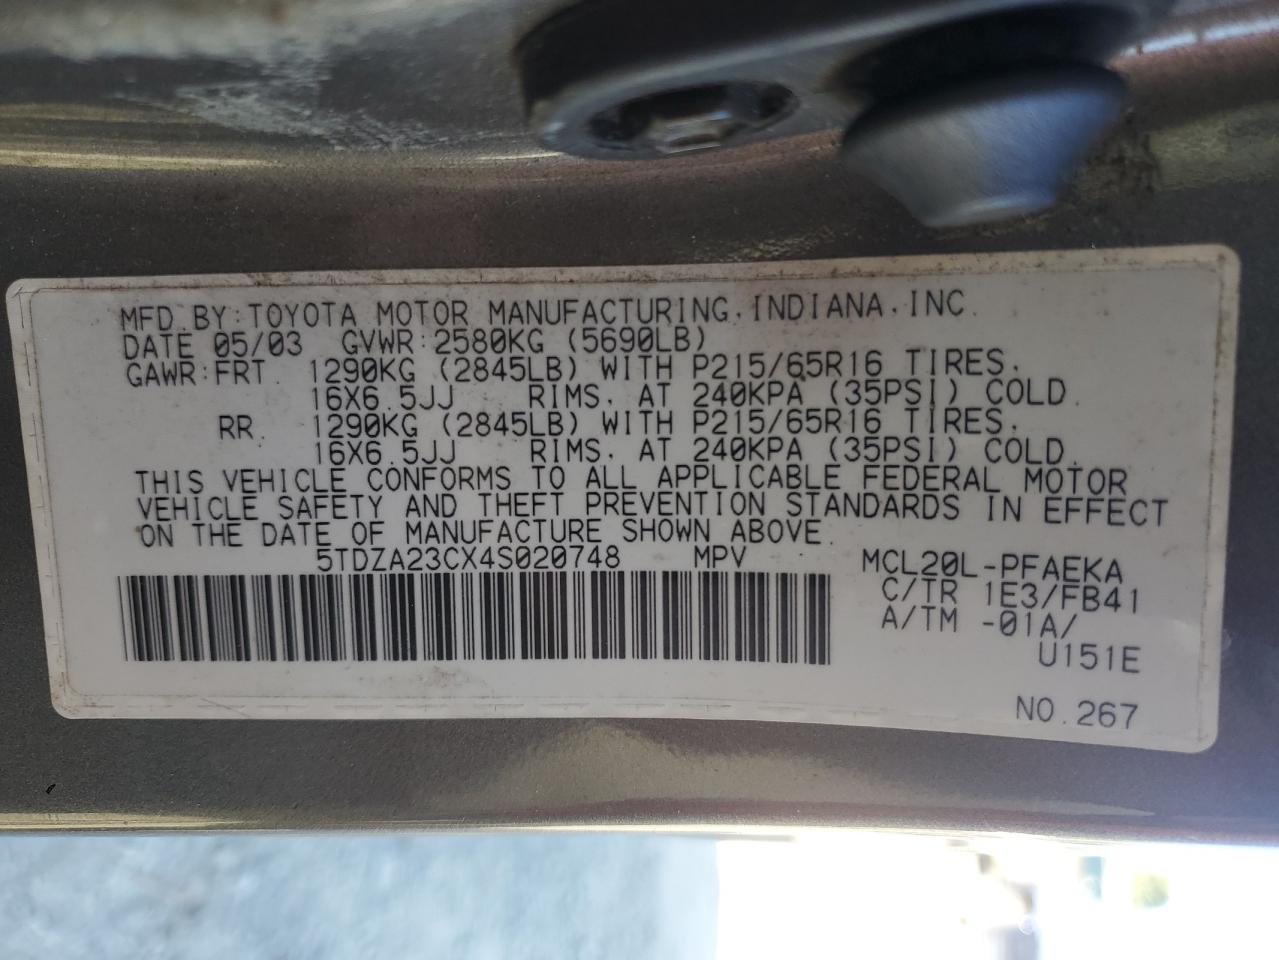 MFD.BY:TOYOTA MOTOR MANUFACTURING,INDIANA,INC.
DATE 05/03 GVWR:2580KG (5690LB)
GAWR:FRT. 1290KG (2845LB) WITH P215/65R16 TIRES.
16X6.5JJ RIMS. AT 240KPA (35PSI) COLD.
RR. 1290KG (2845LB) WITH P215/65R16 TIRES.
16X6.5JJ RIMS. AT 240KPA (35PSI) COLD.
THIS VEHICLE CONFORMS TO ALL APPLICABLE FEDERAL MOTOR
VEHICLE SAFETY AND THEFT PREVENTION STANDARDS IN EFFECT
ON THE DATE OF MANUFACTURE SHOWN ABOVE.
5TDZA23CX4S020748 MPV MCL20L-PFAEKA
C/TR 1E3/FB41
A/TM -01A/
U151E
NO.267